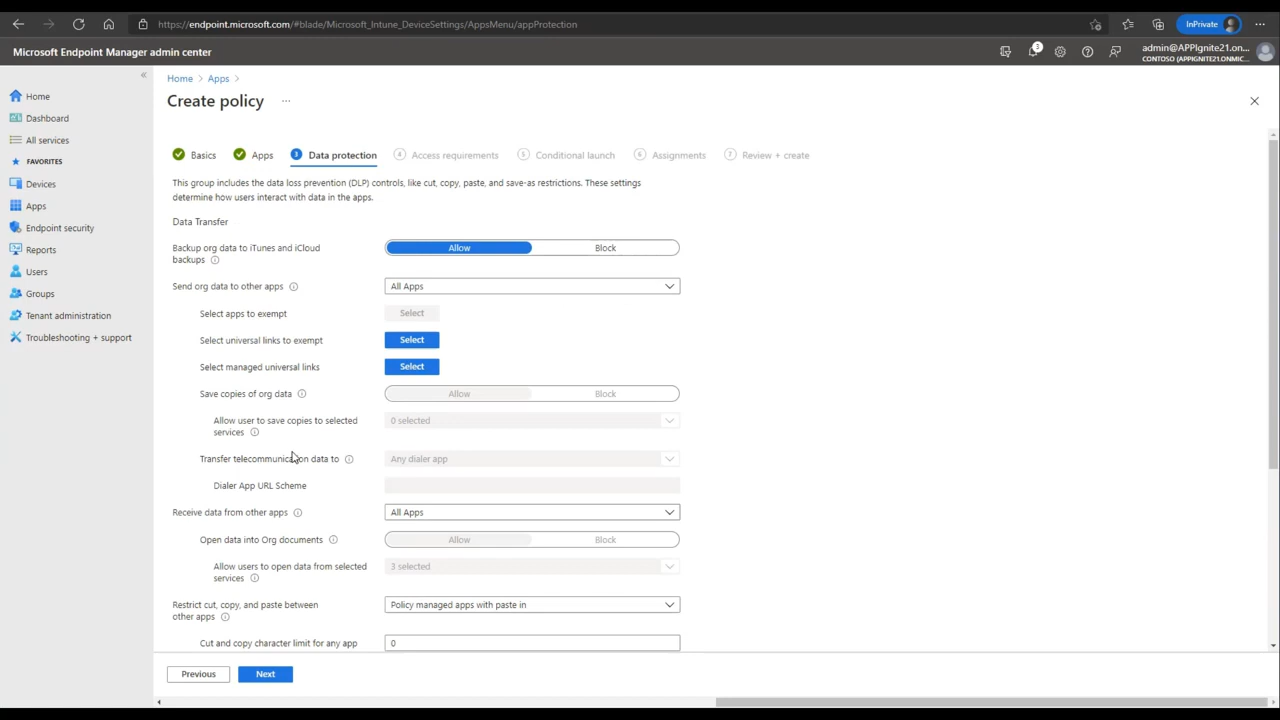 https://endpoint.microsoft.com/#blade/Microsoft_Intune_DeviceSettings/AppsMenu/appProtection
InPrivate
Microsoft Endpoint Manager admin center
3
admin@APPIgnite21.on...
CONTOSO (APPIGNITE21.ONMIC...
Home
Dashboard
All services
FAVORITES
Devices
Apps
Endpoint security
Reports
Users
Groups
Tenant administration
Troubleshooting + support
Home > Apps >
Create policy ...
Basics
Apps
3 Data protection
4 Access requirements
5 Conditional launch
6 Assignments
7 Review + create
This group includes the data loss prevention (DLP) controls, like cut, copy, paste, and save-as restrictions. These settings
determine how users interact with data in the apps.
Data Transfer
Backup org data to iTunes and iCloud
backups
Allow Block
Send org data to other apps
All Apps
Select apps to exempt
Select
Select universal links to exempt
Select
Select managed universal links
Select
Save copies of org data
Allow Block
Allow user to save copies to selected
services
0 selected
Transfer telecommunication data to
Any dialer app
Dialer App URL Scheme
Receive data from other apps
All Apps
Open data into Org documents
Allow Block
Allow users to open data from selected
services
3 selected
Restrict cut, copy, and paste between
other apps
Policy managed apps with paste in
Cut and copy character limit for any app
0
Previous
Next